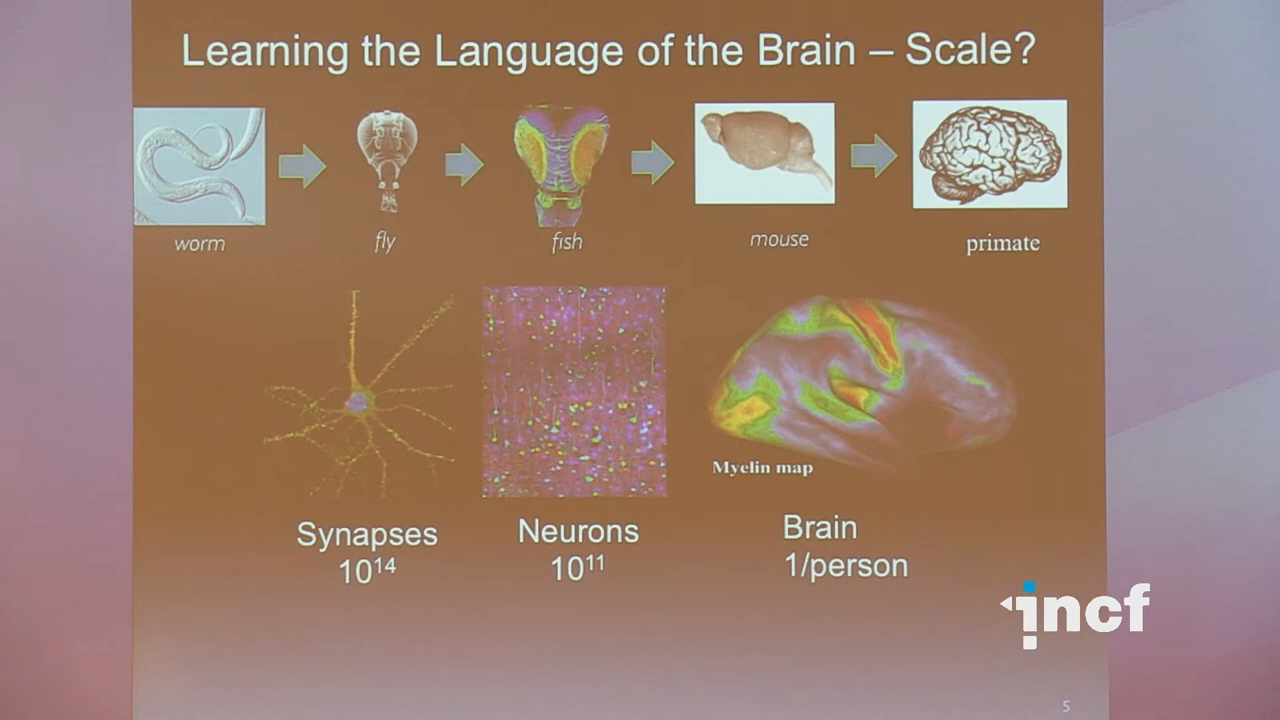 Learning the Language of the Brain – Scale?
worm
fly
fish
mouse
primate
Myelin map
Synapses
10¹⁴
Neurons
10¹¹
Brain
1/person
incf
5